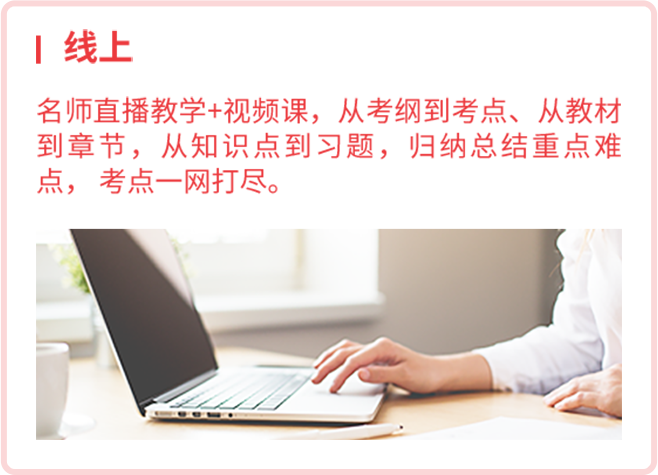 线上
名师直播教学+视频课，从考纲到考点、从教材
到章节，从知识点到习题，归纳总结重点难
点， 考点一网打尽。